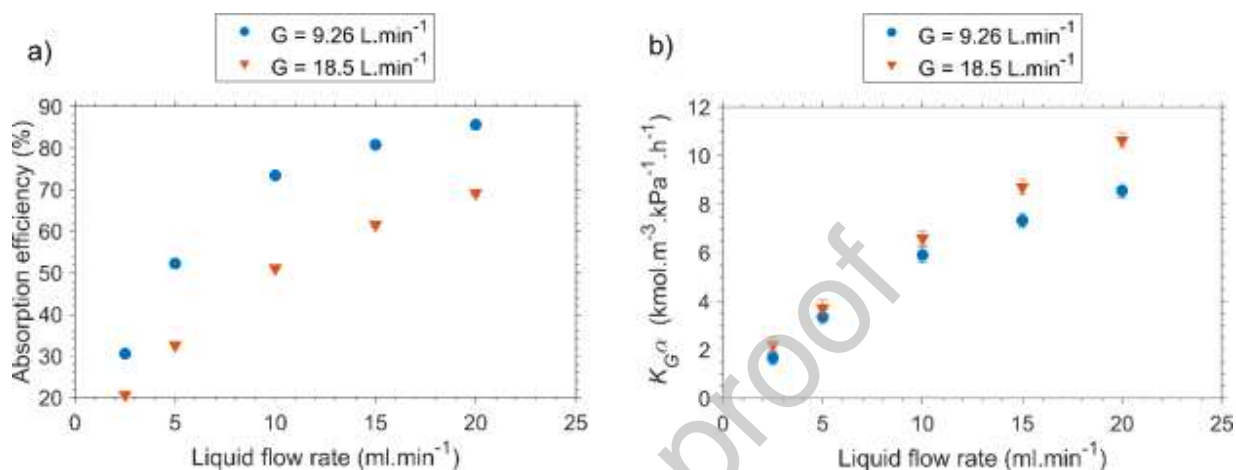 a)
G = 9.26 L.min⁻¹
G = 18.5 L.min⁻¹
Absorption efficiency (%)
90
80
70
60
50
40
30
20
0 5 10 15 20 25
Liquid flow rate (ml.min⁻¹)
b)
G = 9.26 L.min⁻¹
G = 18.5 L.min⁻¹
K_Gα (kmol.m⁻³.kPa⁻¹.h⁻¹)
12
10
8
6
4
2
0
0 5 10 15 20 25
Liquid flow rate (ml.min⁻¹)
proof